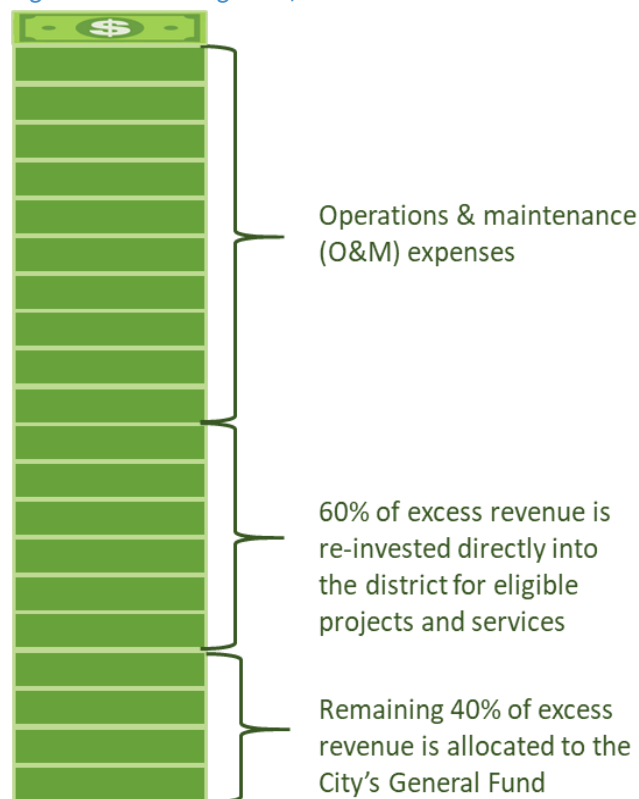 $
Operations & maintenance
(O&M) expenses
60% of excess revenue is
re-invested directly into
the district for eligible
projects and services
Remaining 40% of excess
revenue is allocated to the
City's General Fund